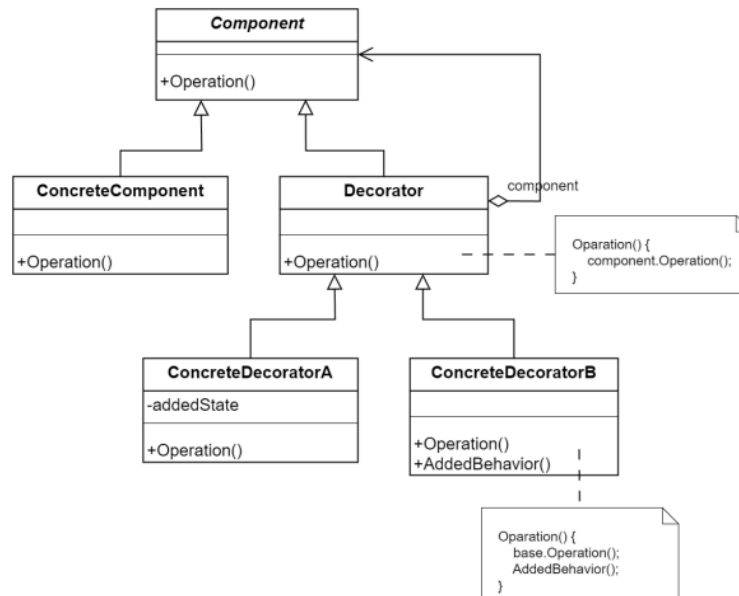 Component
+Operation()
ConcreteComponent
+Operation()
Decorator
+Operation()
component
Oparation() {
component.Operation();
}
ConcreteDecoratorA
-addedState
+Operation()
ConcreteDecoratorB
+Operation()
+AddedBehavior()
Oparation() {
base.Operation();
AddedBehavior();
}